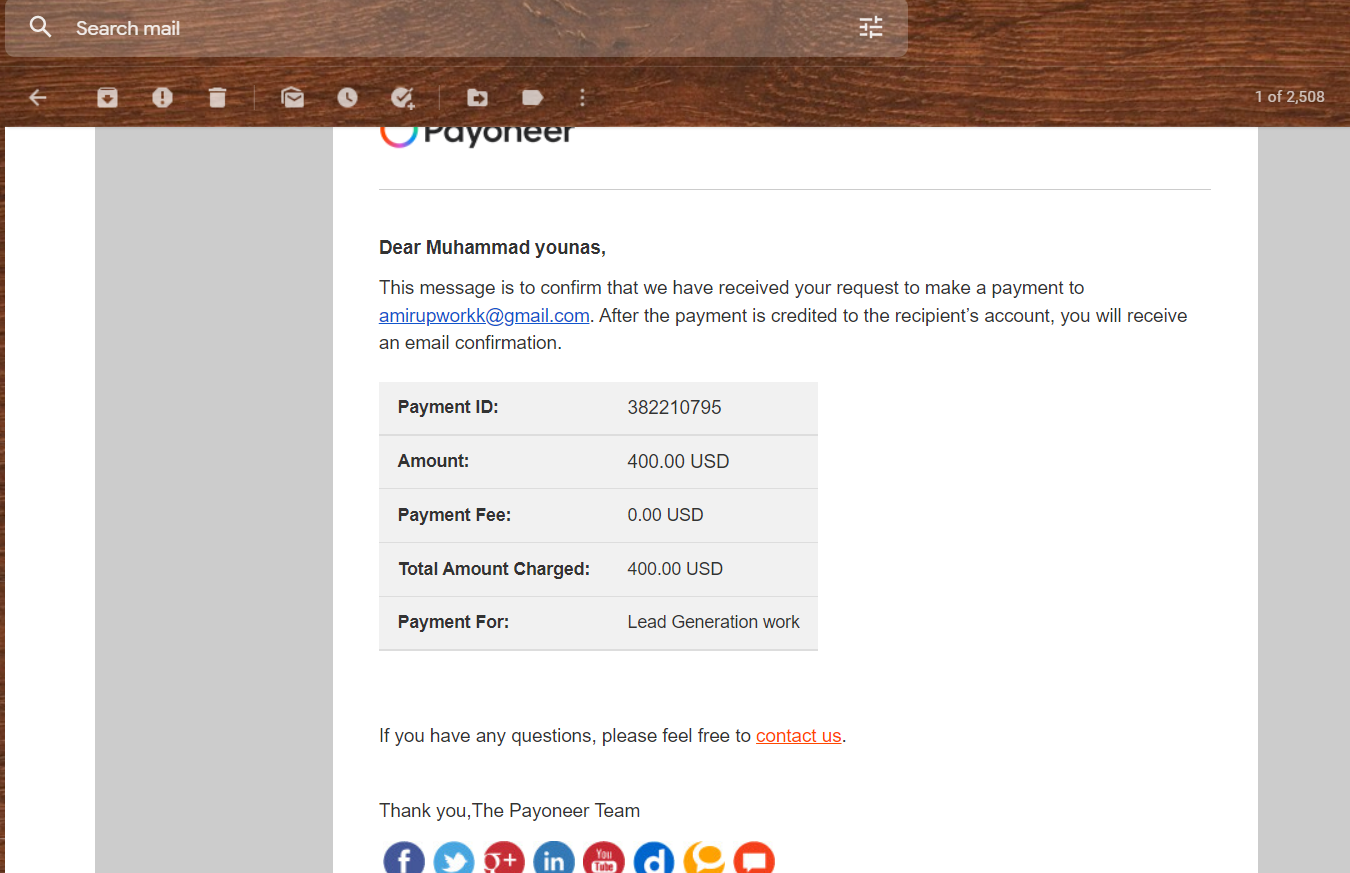 Search mail
1 of 2,508
Payoneer
Dear Muhammad younas,
This message is to confirm that we have received your request to make a payment to
amirupworkk@gmail.com. After the payment is credited to the recipient's account, you will receive
an email confirmation.
Payment ID: 382210795
Amount: 400.00 USD
Payment Fee: 0.00 USD
Total Amount Charged: 400.00 USD
Payment For: Lead Generation work
If you have any questions, please feel free to contact us.
Thank you,The Payoneer Team
f g+ in You Tube d